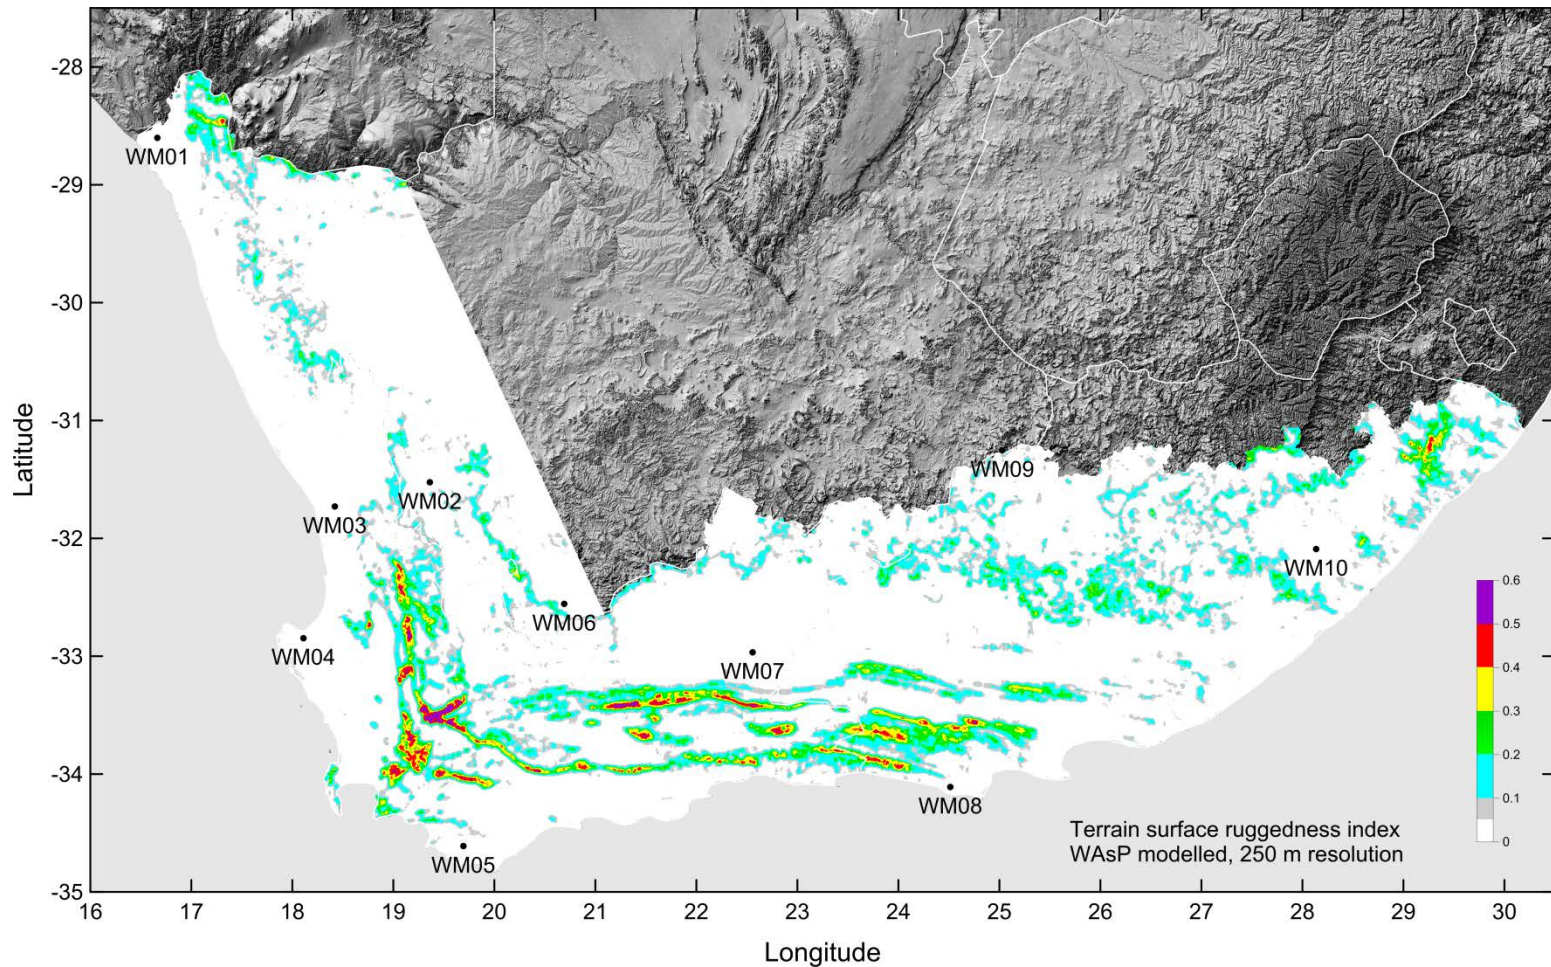 -28
-29
-30
-31
-32
-33
-34
-35
Latitude
WM01
WM02
WM03
WM04
WM05
WM06
WM07
WM08
WM09
WM10
0.6
0.5
0.4
0.3
0.2
0.1
0
Terrain surface ruggedness index
WAsP modelled, 250 m resolution
16 17 18 19 20 21 22 23 24 25 26 27 28 29 30
Longitude